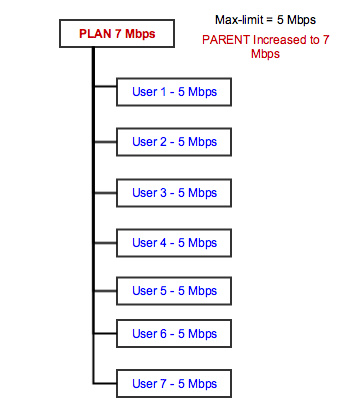 PLAN 7 Mbps
Max-limit = 5 Mbps
PARENT Increased to 7
Mbps
User 1 - 5 Mbps
User 2 - 5 Mbps
User 3 - 5 Mbps
User 4 - 5 Mbps
User 5 - 5 Mbps
User 6 - 5 Mbps
User 7 - 5 Mbps